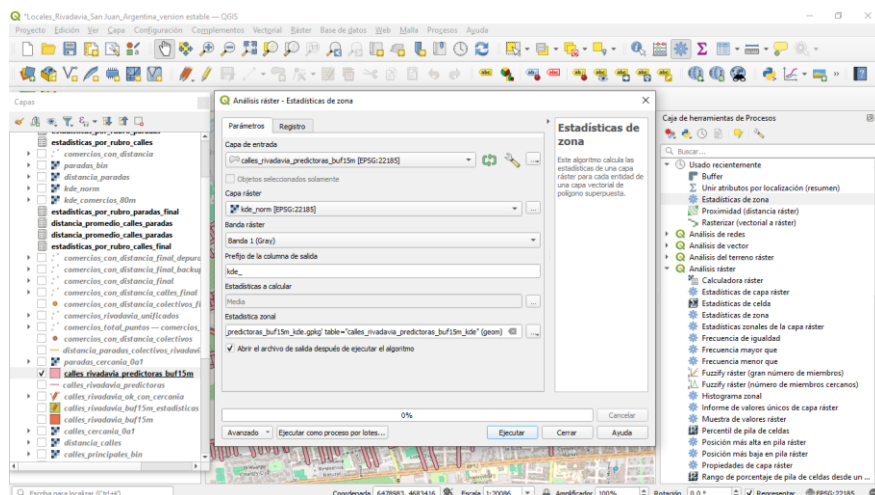 *Locales_Rivadavia_San Juan_Argentina_version estable — QGIS
Proyecto Edición Ver Capa Configuración Complementos Vectorial Ráster Base de datos Web Malla Procesos Ayuda
Capas
estadisticas_por_rubro_calles
comercios_con_distancia
paradas_bin
distancia_paradas
kde_norm
kde_comercios_80m
estadisticas_por_rubro_paradas_final
distancia_promedio_calles_paradas
distancia_promedio_calles_paradas
estadisticas_por_rubro_calles_final
comercios_con_distancia_final_depura
comercios_con_distancia_final_backup
comercios_con_distancia_final
comercios_con_distancia_calles_final
comercios_con_distancia_colectivos_fi
comercios_rivadavia_unificados
comercios_total_puntos — comercios_
comercios_con_distancia_colectivos
distancia_paradas_colectivos_rivadavi
paradas_cercania_0a1
calles_rivadavia_predictoras_buf15m
calles_rivadavia_predictoras
calles_rivadavia_ok_con_cercania
calles_rivadavia_buf15m_estadisticas
calles_rivadavia_buf15m
calles_cercania_0a1
distancia_calles
calles_principales_bin
Análisis ráster - Estadísticas de zona
Parámetros Registro
Capa de entrada
calles_rivadavia_predictoras_buf15m [EPSG:22185]
Objetos seleccionados solamente
Capa ráster
kde_norm [EPSG:22185]
Banda ráster
Banda 1 (Gray)
Prefijo de la columna de salida
kde_
Estadísticas a calcular
Media
Estadística zonal
predictoras_buf15m_kde.gpkg' table="calles_rivadavia_predictoras_buf15m_kde" (geom)
Abrir el archivo de salida después de ejecutar el algoritmo
0%
Cancelar
Avanzado Ejecutar como proceso por lotes... Ejecutar Cerrar Ayuda
Estadísticas de
zona
Este algoritmo calcula las
estadísticas de una capa
ráster para cada entidad de
una capa vectorial de
polígono superpuesta.
Caja de herramientas de Procesos
Buscar...
Usado recientemente
Buffer
Unir atributos por localización (resumen)
Estadísticas de zona
Proximidad (distancia ráster)
Rasterizar (vectorial a ráster)
Análisis de redes
Análisis de vector
Análisis del terreno ráster
Análisis ráster
Calculadora ráster
Estadísticas de capa ráster
Estadísticas de celda
Estadísticas de zona
Estadísticas zonales de la capa ráster
Frecuencia de igualdad
Frecuencia mayor que
Frecuencia menor que
Fuzzify ráster (gran número de miembros)
Fuzzify ráster (número de miembros cercanos)
Histograma zonal
Informe de valores únicos de capa ráster
Muestra de valores ráster
Percentil de pila de celdas
Posición más alta en pila ráster
Posición más baja en pila ráster
Propiedades de capa ráster
Rango de porcentaje de pila de celdas desde un ...
Escriba para localizar (Ctrl+K)
Coordenada 6478983 4683416 Escala 1:20086 Amplificador 100% Rotación 0,0 ° Representar EPSG:22185